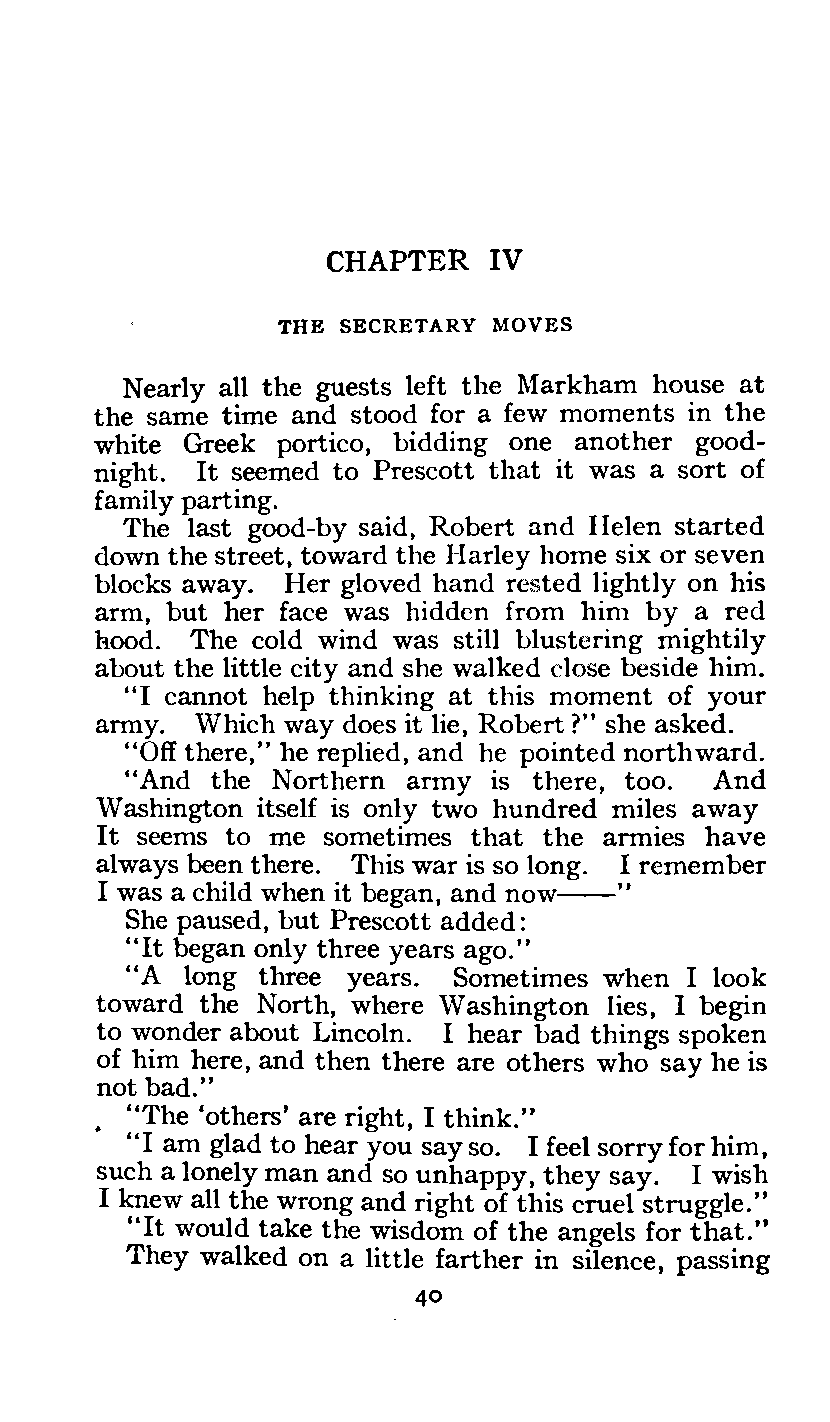 CHAPTER IV
THE SECRETARY MOVES
Nearly all the guests left the Markham house at
the same time and stood for a few moments in the
white Greek portico, bidding one another good-
night. It seemed to Prescott that it was a sort of
family parting.
The last good-by said, Robert and Helen started
down the street, toward the Harley home six or seven
blocks away. Her gloved hand rested lightly on his
arm, but her face was hidden from him by a red
hood. The cold wind was still blustering mightily
about the little city and she walked close beside him.
"I cannot help thinking at this moment of your
army. Which way does it lie, Robert?" she asked.
"Off there," he replied, and he pointed northward.
"And the Northern army is there, too. And
Washington itself is only two hundred miles away
It seems to me sometimes that the armies have
always been there. This war is so long. I remember
I was a child when it began, and now——"
She paused, but Prescott added:
"It began only three years ago."
"A long three years. Sometimes when I look
toward the North, where Washington lies, I begin
to wonder about Lincoln. I hear bad things spoken
of him here, and then there are others who say he is
not bad."
"The 'others' are right, I think."
"I am glad to hear you say so. I feel sorry for him,
such a lonely man and so unhappy, they say. I wish
I knew all the wrong and right of this cruel struggle."
"It would take the wisdom of the angels for that."
They walked on a little farther in silence, passing
40